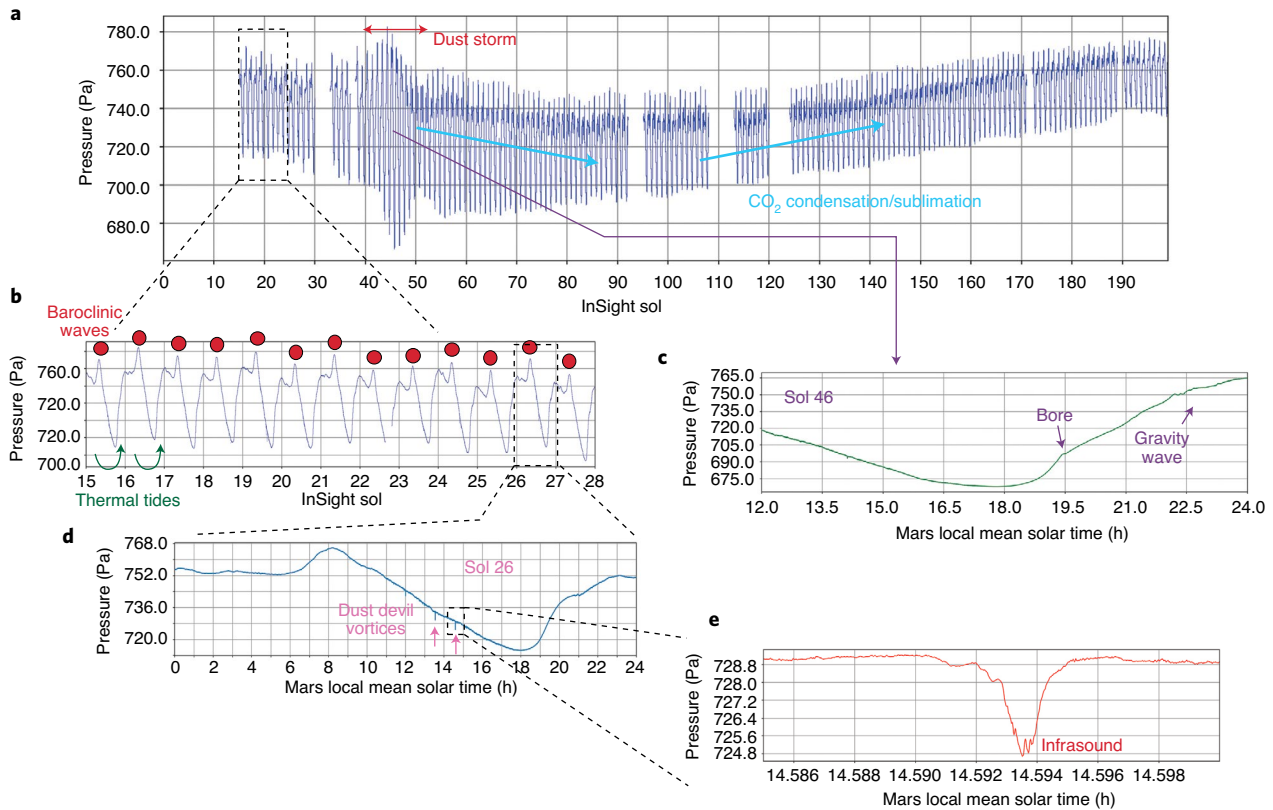 a
780.0
760.0
740.0
720.0
700.0
680.0
Pressure (Pa)
Dust storm
CO₂ condensation/sublimation
0 10 20 30 40 50 60 70 80 90 100 110 120 130 140 150 160 170 180 190
InSight sol
b
Baroclinic
waves
760.0
720.0
720.0
700.0
Pressure (Pa)
15 16 17 18 19 20 21 22 23 24 25 26 27 28
Thermal tides
InSight sol
c
765.0
750.0
735.0
720.0
705.0
690.0
675.0
Pressure (Pa)
Sol 46
Bore
Gravity
wave
12.0 13.5 15.0 16.5 18.0 19.5 21.0 22.5 24.0
Mars local mean solar time (h)
d
768.0
752.0
736.0
720.0
Pressure (Pa)
Sol 26
Dust devil
vortices
0 2 4 6 8 10 12 14 16 18 20 22 24
Mars local mean solar time (h)
e
728.8
728.0
727.2
726.4
725.6
724.8
Pressure (Pa)
Infrasound
14.586 14.588 14.590 14.592 14.594 14.596 14.598
Mars local mean solar time (h)